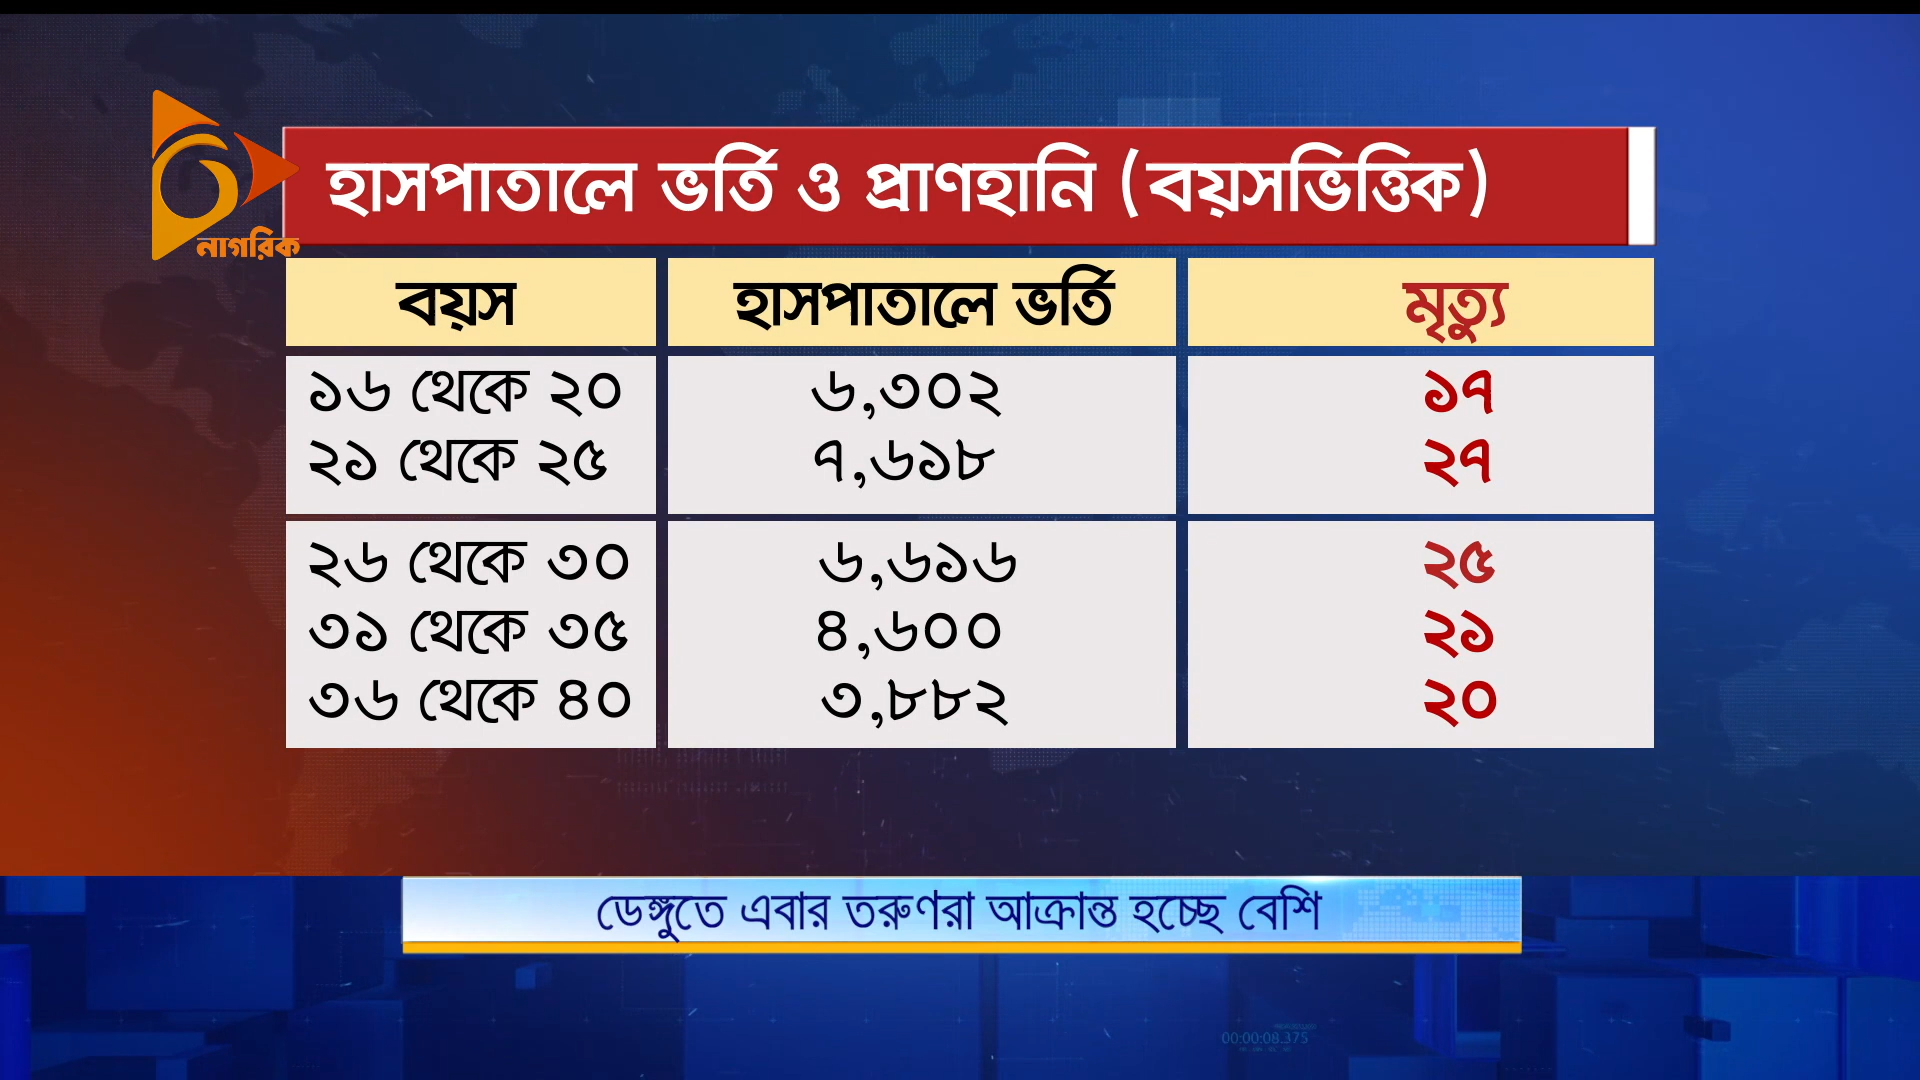 নাগরিক
হাসপাতালে ভর্তি ও প্রাণহানি (বয়সভিত্তিক)
বয়স হাসপাতালে ভর্তি মৃত্যু
১৬ থেকে ২০ ৬,৩০২ ১৭
২১ থেকে ২৫ ৭,৬১৮ ২৭
২৬ থেকে ৩০ ৬,৬১৬ ২৫
৩১ থেকে ৩৫ ৪,৬০০ ২১
৩৬ থেকে ৪০ ৩,৮৮২ ২০
ডেঙ্গুতে এবার তরুণরা আক্রান্ত হচ্ছে বেশি
00:00:08.375